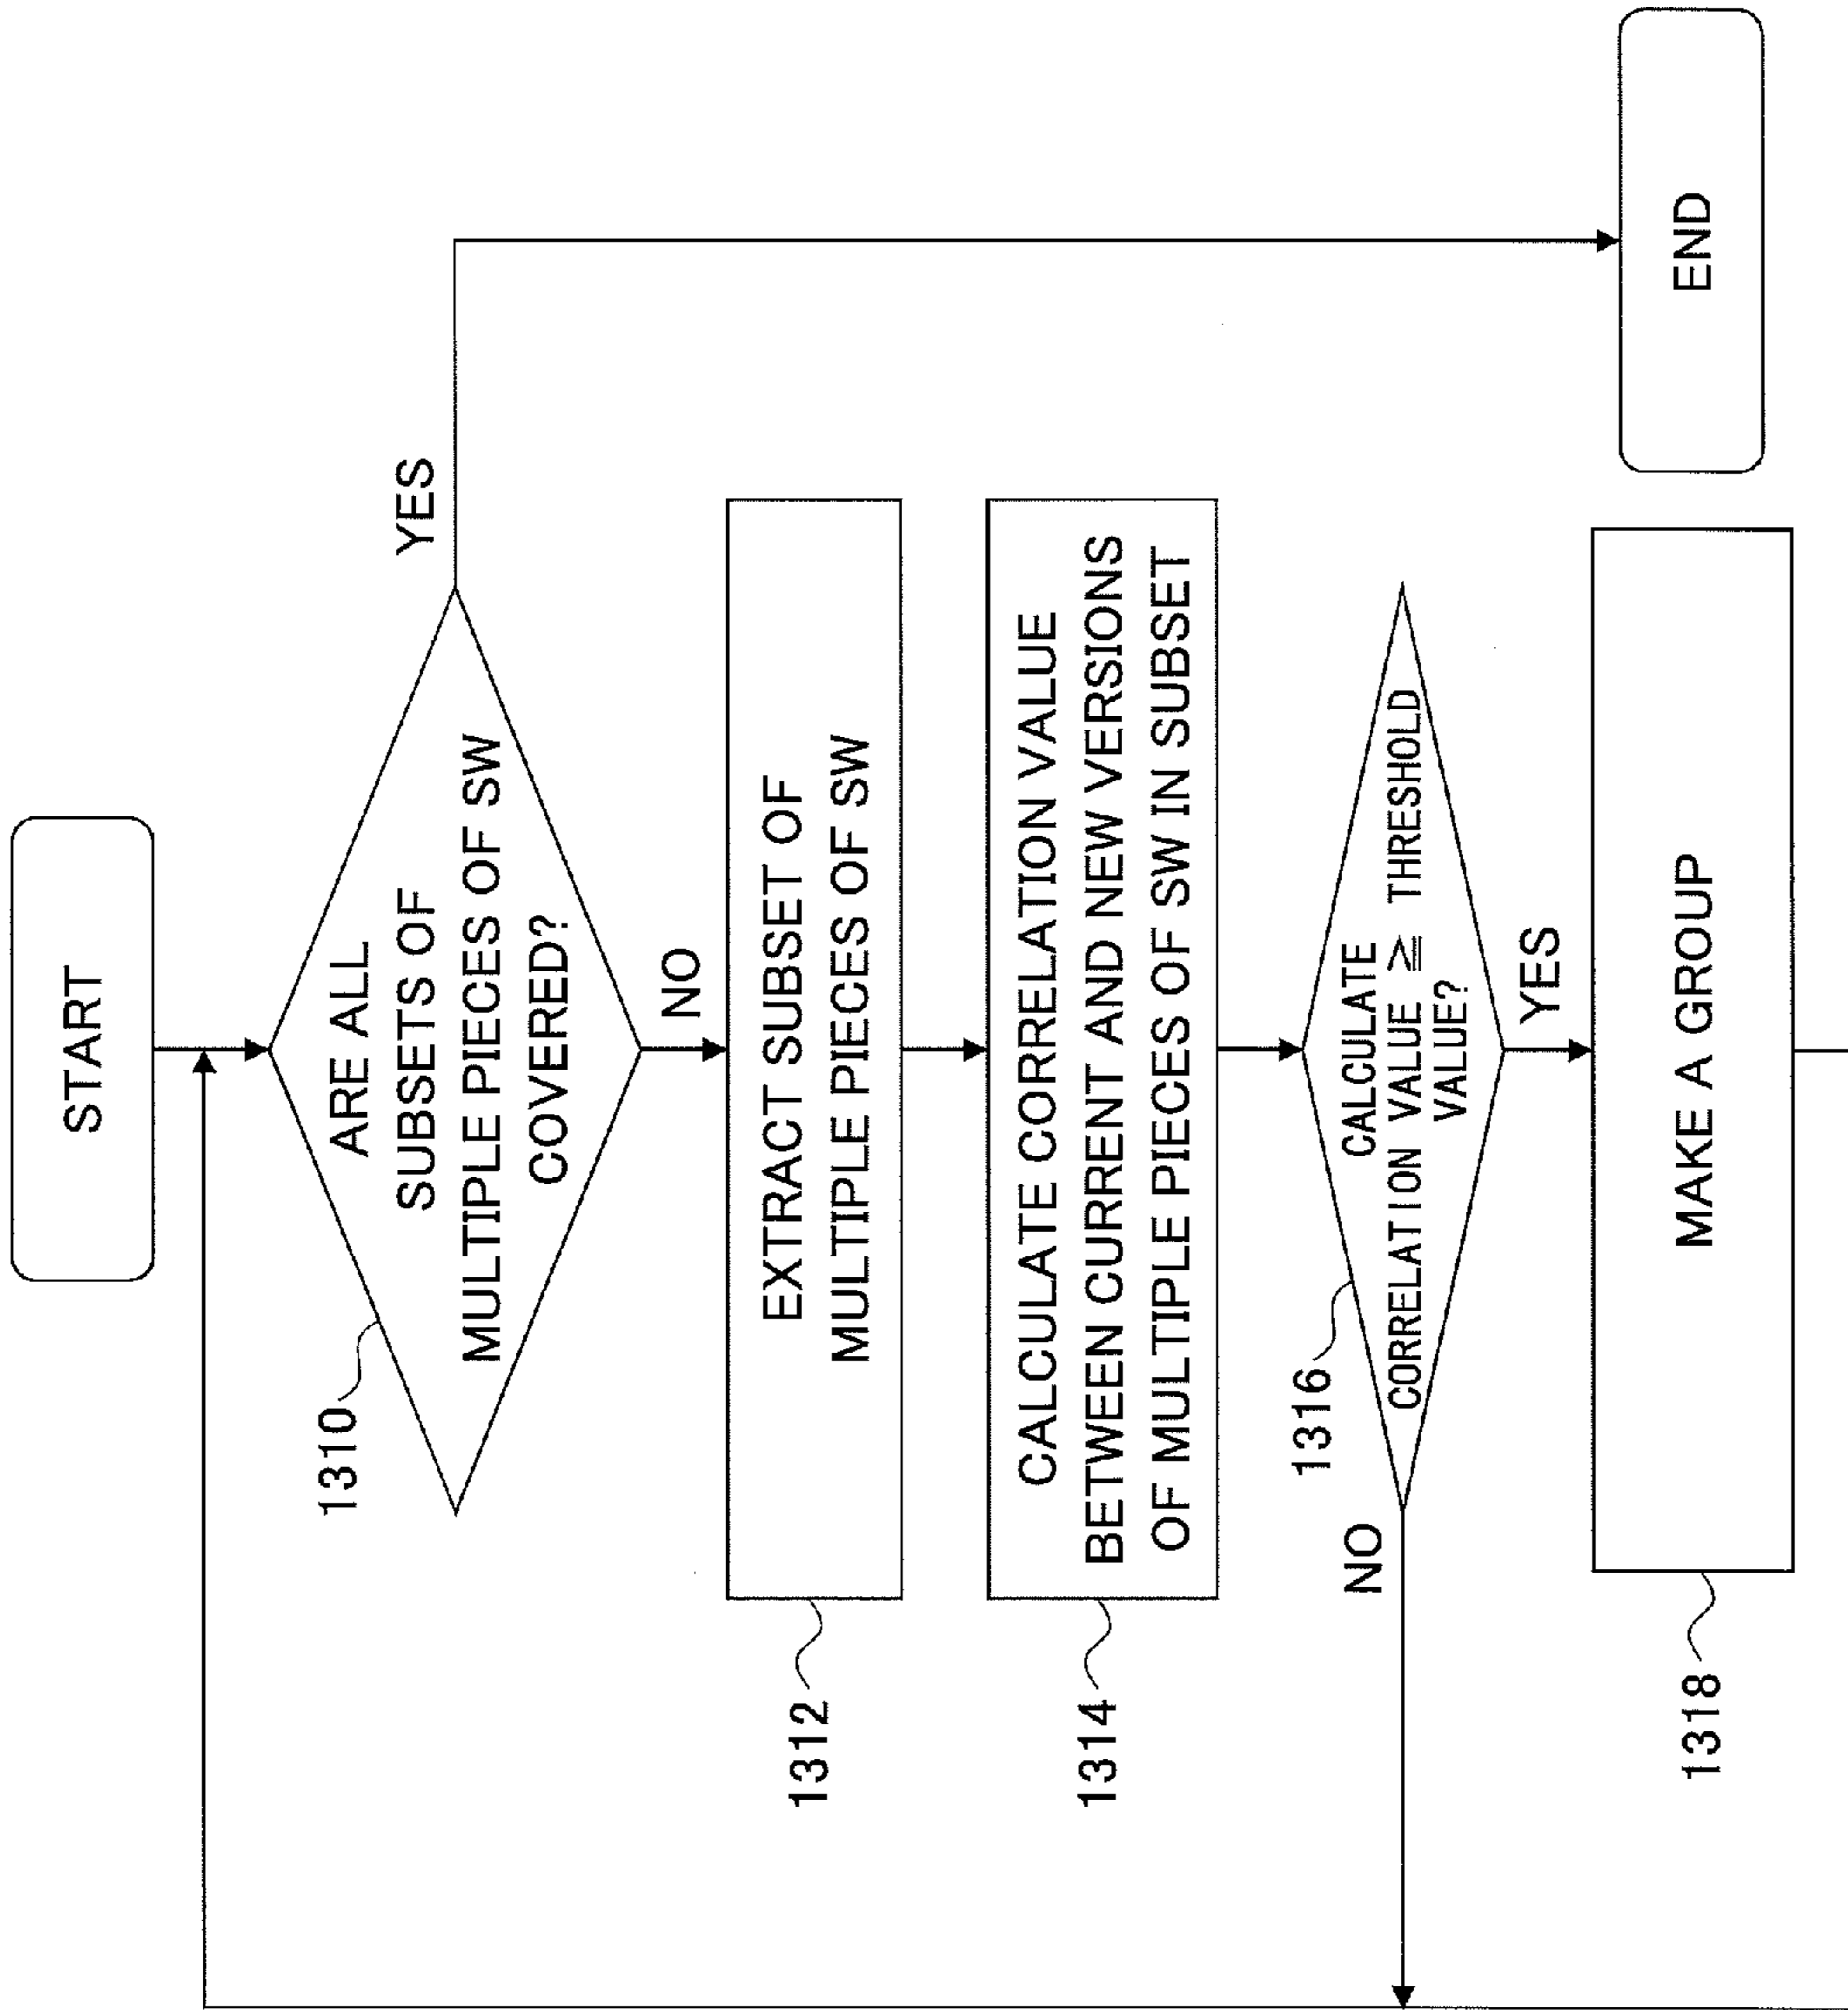 START
ARE ALL
SUBSETS OF
MULTIPLE PIECES OF SW
COVERED?
1310
YES
NO
EXTRACT SUBSET OF
MULTIPLE PIECES OF SW
1312
CALCULATE CORRELATION VALUE
BETWEEN CURRENT AND NEW VERSIONS
OF MULTIPLE PIECES OF SW IN SUBSET
1314
CALCULATE
CORRELATION VALUE ≧ THRESHOLD
VALUE?
1316
NO
YES
MAKE A GROUP
1318
END